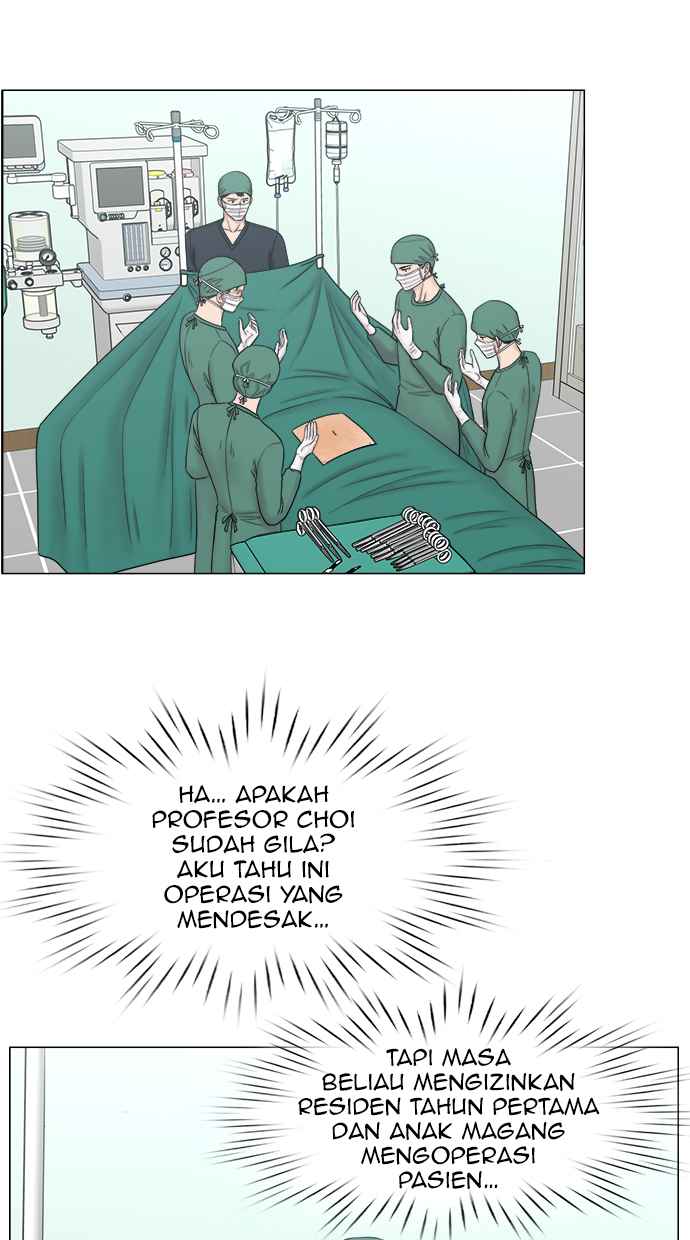 HA... APAKAH
PROFESOR CHOI
SUDAH GILA?
AKU TAHU INI
OPERASI YANG
MENDESAK...
TAPI MASA
BELIAU MENGIZINKAN
RESIDEN TAHUN PERTAMA
DAN ANAK MAGANG
MENGOPERASI
PASIEN...